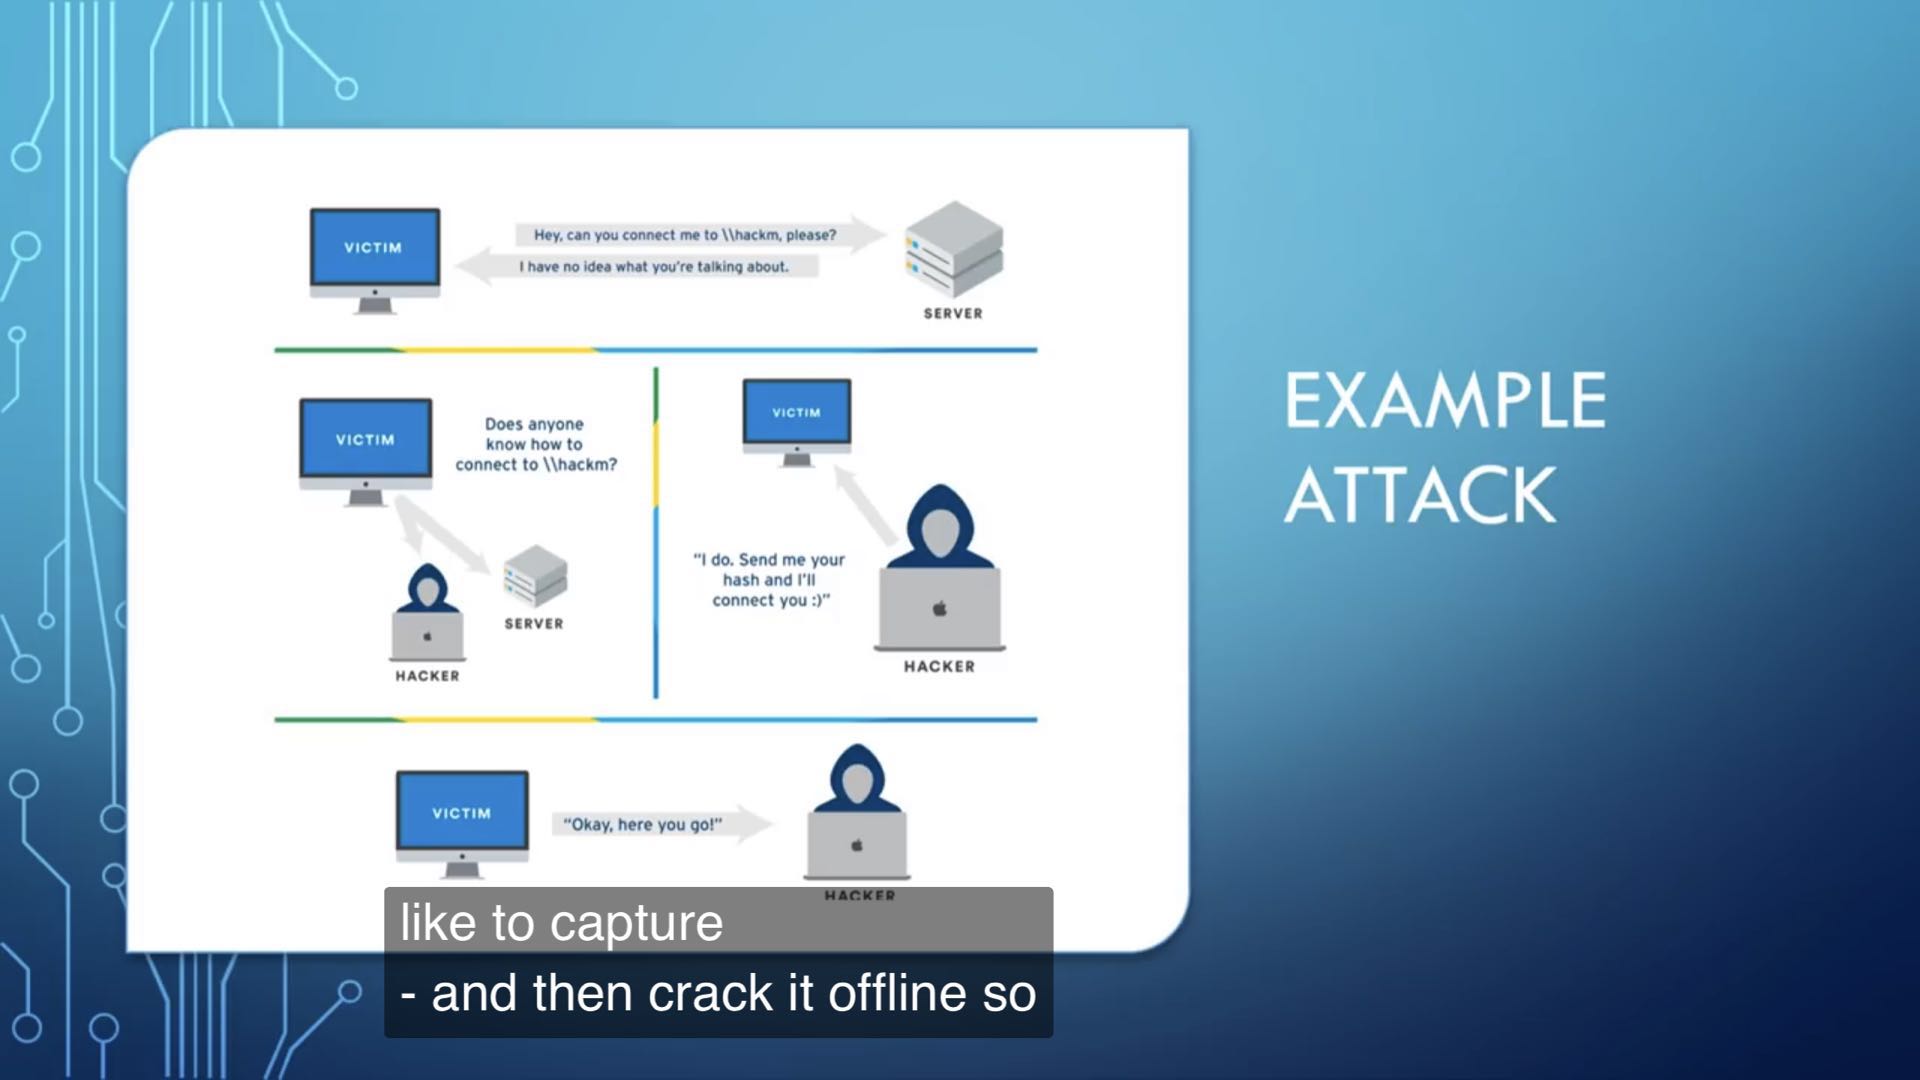 VICTIM
Hey, can you connect me to \\hackm, please?
I have no idea what you're talking about.
SERVER
VICTIM
Does anyone
know how to
connect to \\hackm?
SERVER
HACKER
VICTIM
"I do. Send me your
hash and I'll
connect you :)"
HACKER
VICTIM
"Okay, here you go!"
HACKER
EXAMPLE
ATTACK
like to capture
- and then crack it offline so